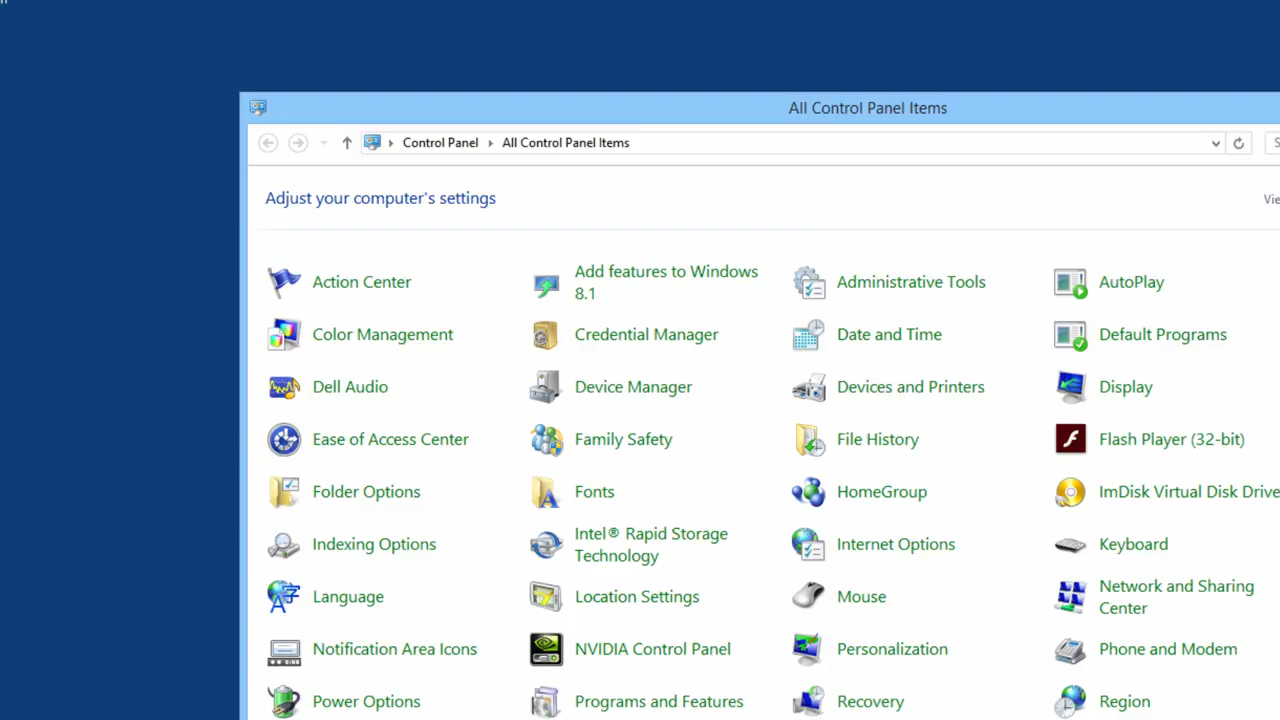 All Control Panel Items
Control Panel All Control Panel Items
Adjust your computer's settings
Action Center
Add features to Windows
8.1
Administrative Tools
AutoPlay
Color Management
Credential Manager
Date and Time
Default Programs
Dell Audio
Device Manager
Devices and Printers
Display
Ease of Access Center
Family Safety
File History
Flash Player (32-bit)
Folder Options
Fonts
HomeGroup
ImDisk Virtual Disk Drive
Indexing Options
Intel® Rapid Storage
Technology
Internet Options
Keyboard
Language
Location Settings
Mouse
Network and Sharing
Center
Notification Area Icons
NVIDIA Control Panel
Personalization
Phone and Modem
Power Options
Programs and Features
Recovery
Region